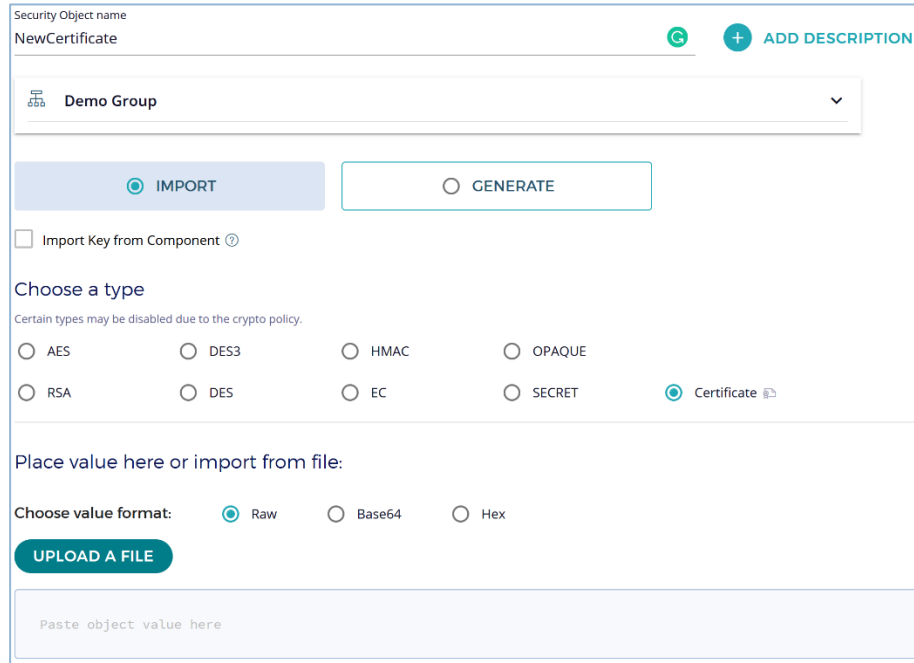 Security Object name
NewCertificate
ADD DESCRIPTION
Demo Group
IMPORT GENERATE
Import Key from Component ?
Choose a type
Certain types may be disabled due to the crypto policy.
AES DES3 HMAC OPAQUE
RSA DES EC SECRET Certificate
Place value here or import from file:
Choose value format: Raw Base64 Hex
UPLOAD A FILE
Paste object value here